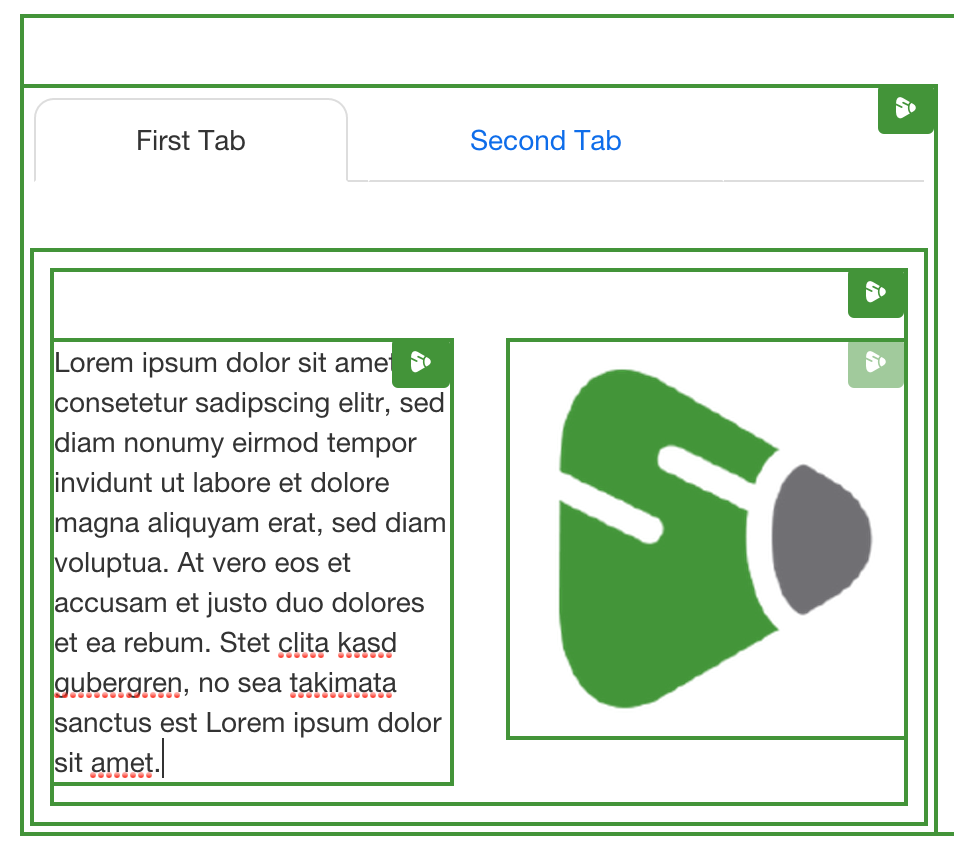 First Tab
Second Tab
Lorem ipsum dolor sit amet
consetetur sadipscing elitr, sed
diam nonumy eirmod tempor
invidunt ut labore et dolore
magna aliquyam erat, sed diam
voluptua. At vero eos et
accusam et justo duo dolores
et ea rebum. Stet clita kasd
gubergren, no sea takimata
sanctus est Lorem ipsum dolor
sit amet.